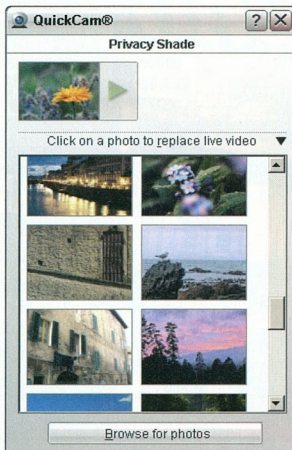 QuickCam®
?
X
Privacy Shade
Click on a photo to replace live video
Browse for photos